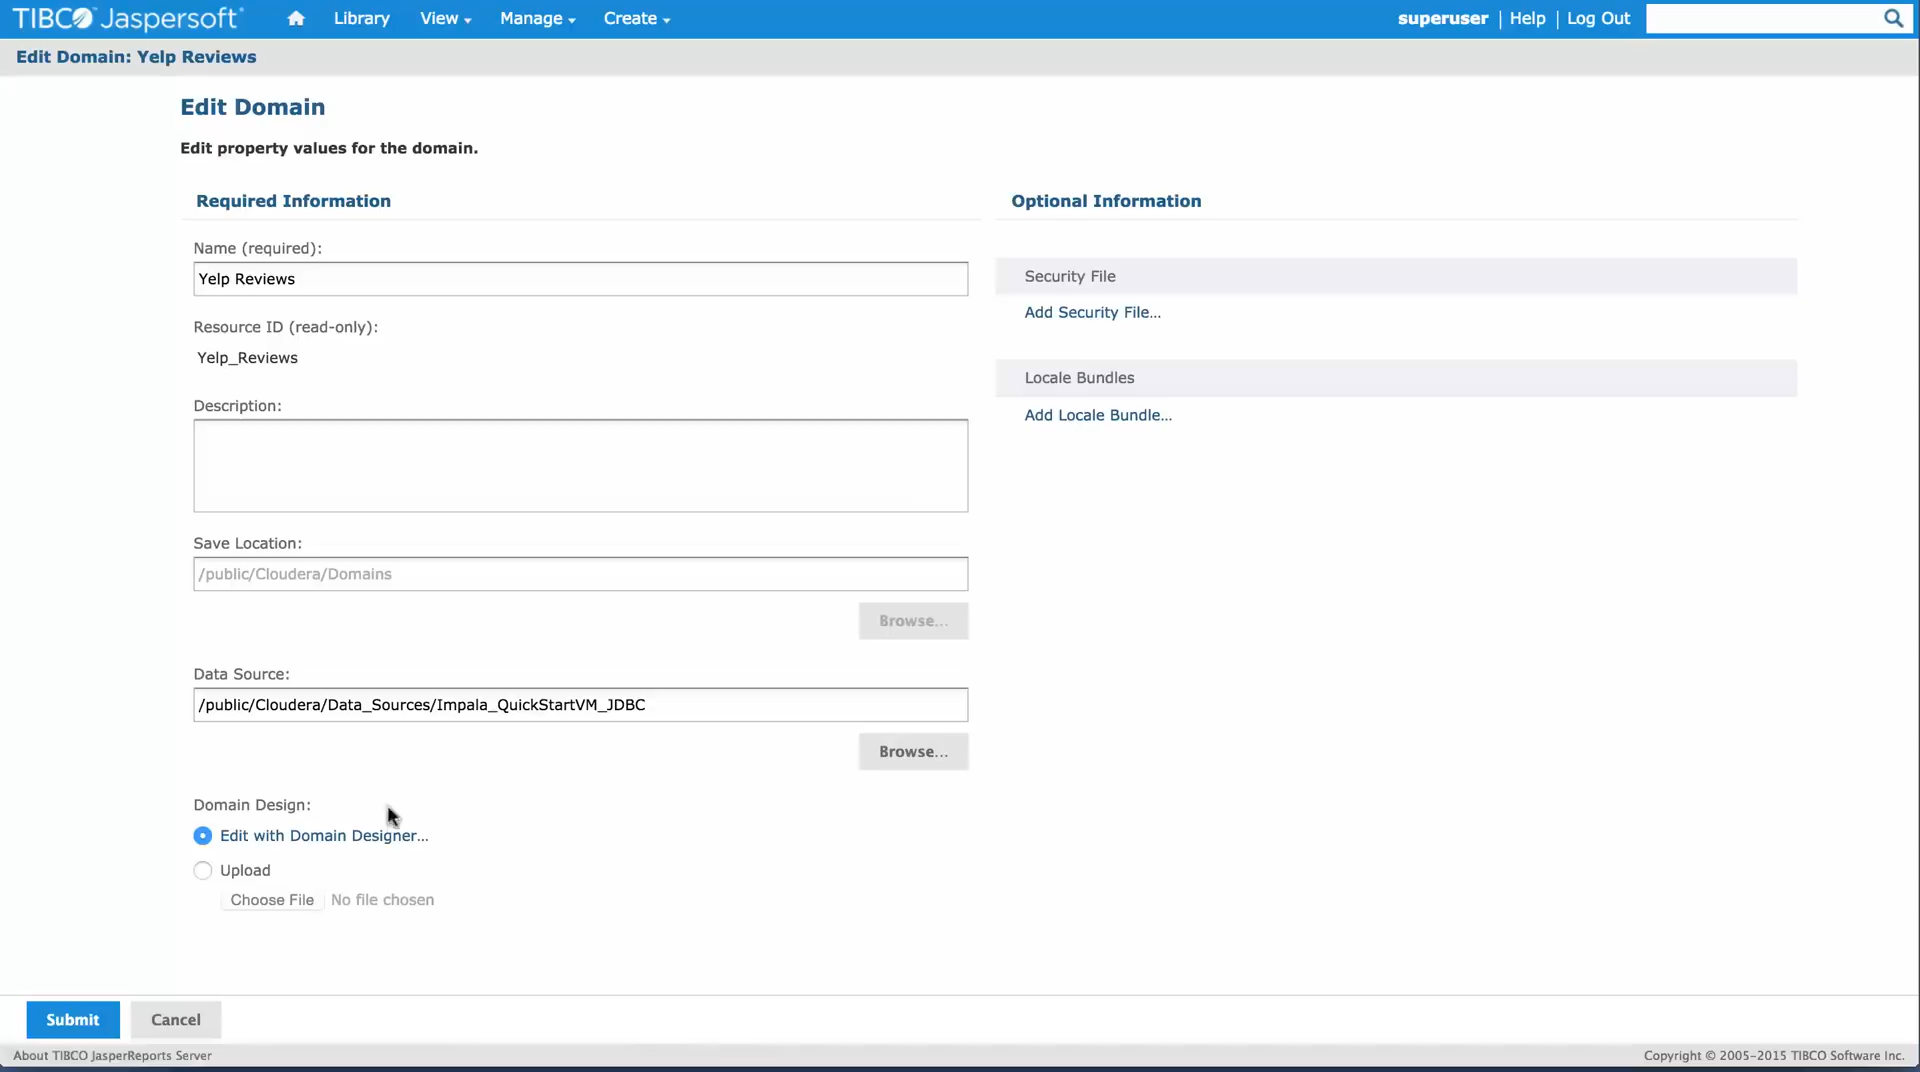 TIBCO Jaspersoft
Library
View
Manage
Create
superuser | Help | Log Out
Edit Domain: Yelp Reviews
Edit Domain
Edit property values for the domain.
Required Information
Name (required):
Yelp Reviews
Resource ID (read-only):
Yelp_Reviews
Description:
Save Location:
/public/Cloudera/Domains
Browse...
Data Source:
/public/Cloudera/Data_Sources/Impala_QuickStartVM_JDBC
Browse...
Domain Design:
Edit with Domain Designer...
Upload
Choose File No file chosen
Optional Information
Security File
Add Security File...
Locale Bundles
Add Locale Bundle...
Submit
Cancel
About TIBCO JasperReports Server
Copyright © 2005-2015 TIBCO Software Inc.